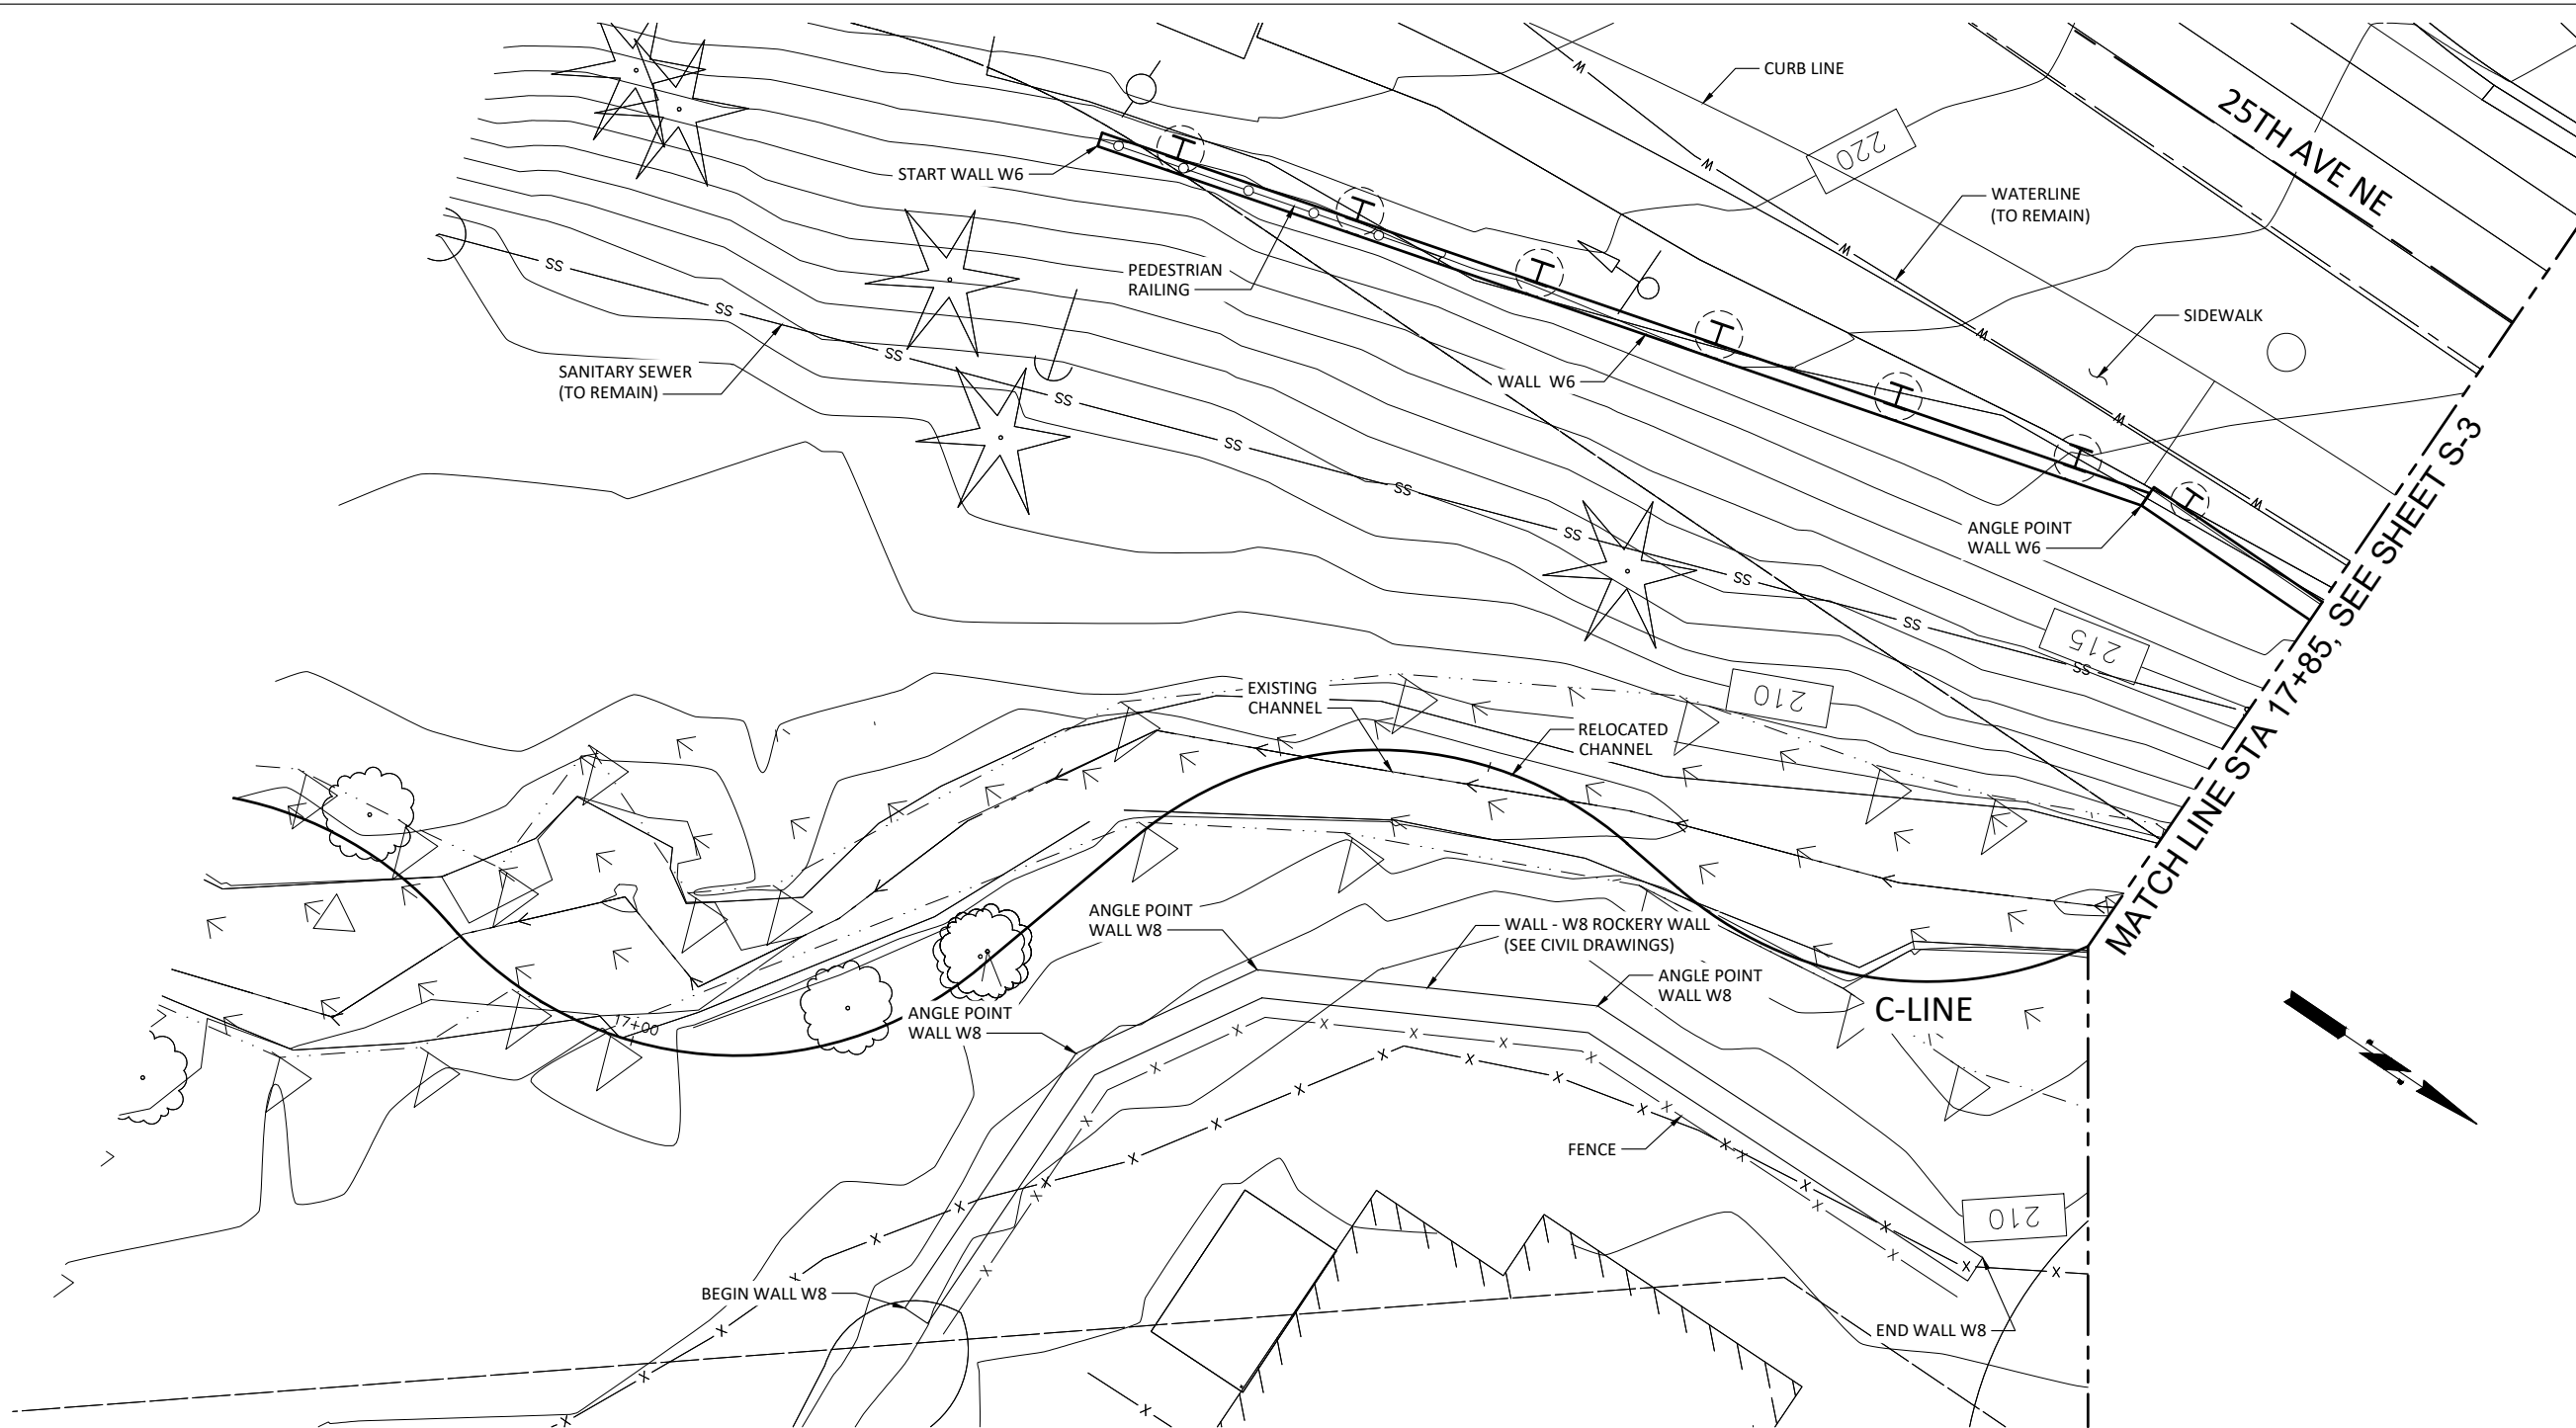 CURB LINE
25TH AVE NE
220
START WALL W6
WATERLINE
(TO REMAIN)
PEDESTRIAN
RAILING
SIDEWALK
SANITARY SEWER
(TO REMAIN)
WALL W6
ANGLE POINT
WALL W6
MATCH LINE STA 17+85, SEE SHEET S-3
215
210
EXISTING
CHANNEL
RELOCATED
CHANNEL
ANGLE POINT
WALL W8
WALL - W8 ROCKERY WALL
(SEE CIVIL DRAWINGS)
ANGLE POINT
WALL W8
C-LINE
17+00
ANGLE POINT
WALL W8
FENCE
210
BEGIN WALL W8
END WALL W8
W
W
W
W
W
W
SS
SS
SS
SS
SS
SS
SS
SS
SS
SS